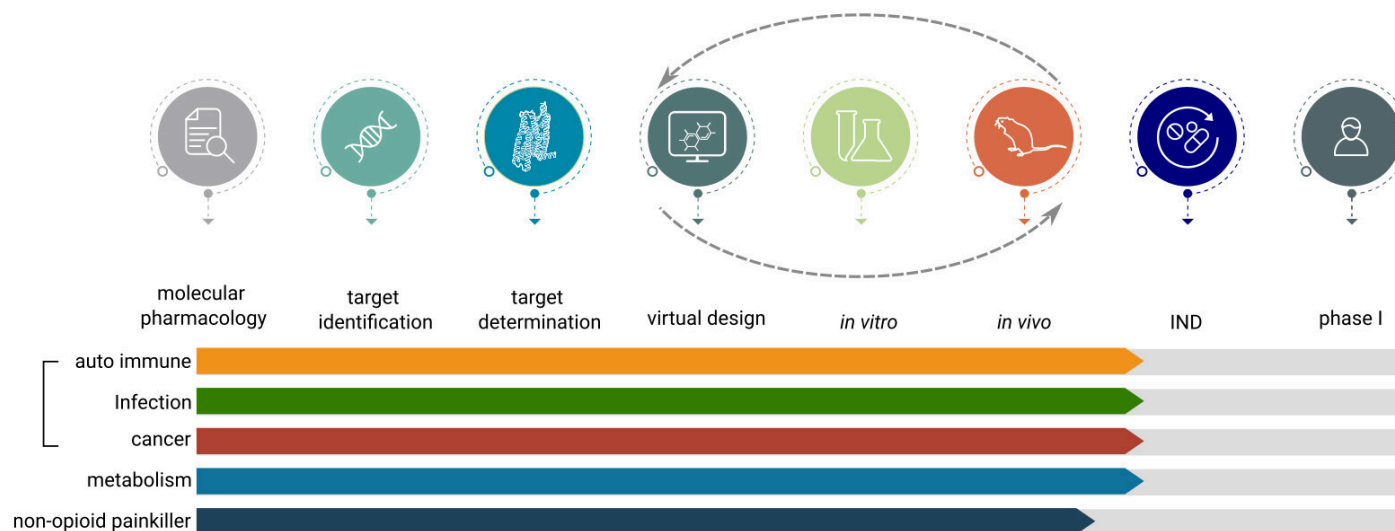 molecular
pharmacology
target
identification
target
determination
virtual design
in vitro
in vivo
IND
phase I
auto immune
Infection
cancer
metabolism
non-opioid painkiller